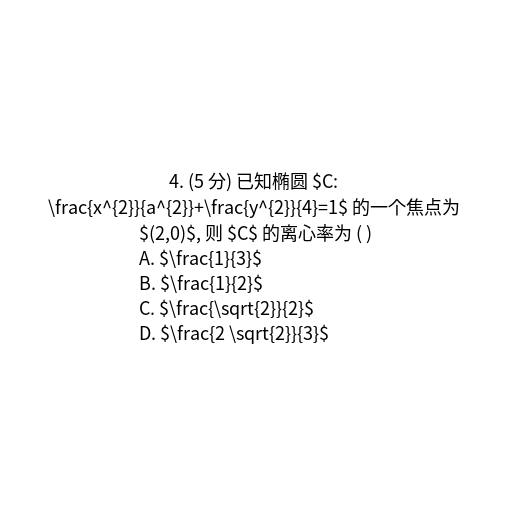 4. (5 分) 已知椭圆 $C:
\frac{x^{2}}{a^{2}}+\frac{y^{2}}{4}=1$ 的一个焦点为
$(2,0)$, 则 $C$ 的离心率为 ( )
A. $\frac{1}{3}$
B. $\frac{1}{2}$
C. $\frac{\sqrt{2}}{2}$
D. $\frac{2 \sqrt{2}}{3}$